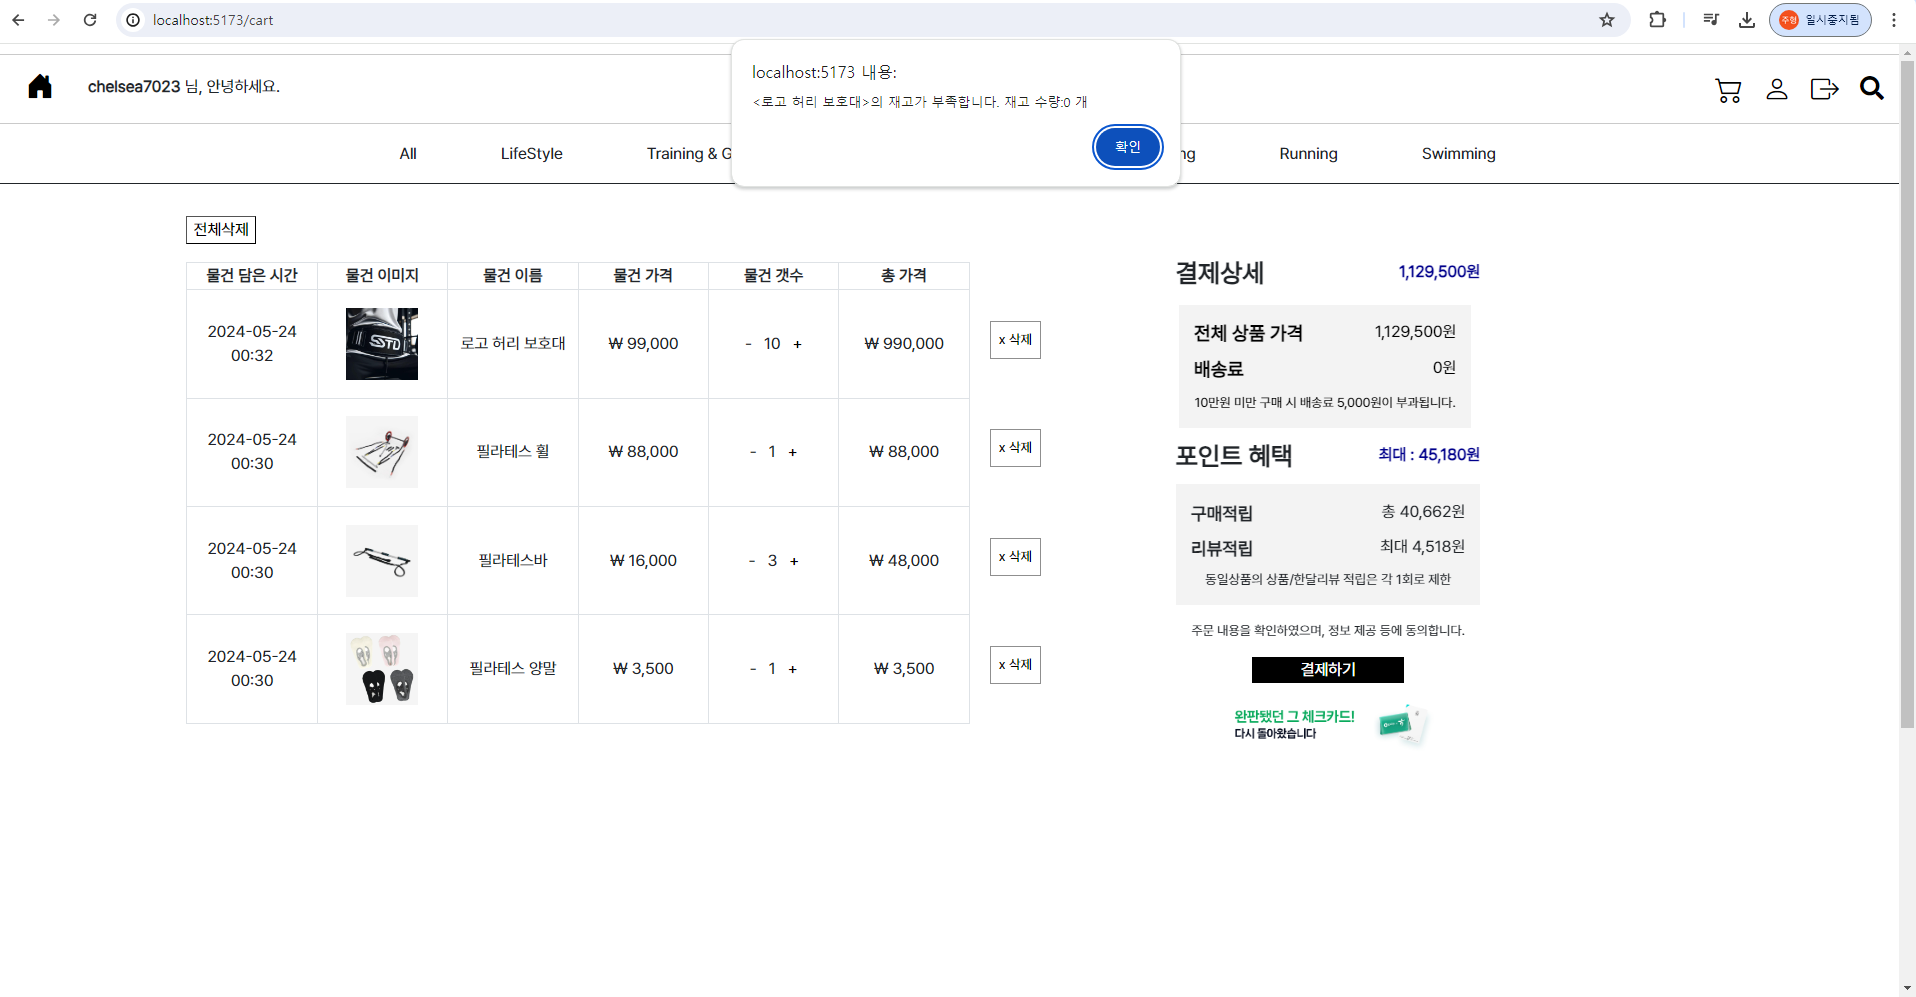 localhost:5173/cart
주형 일시중지됨
localhost:5173 내용:
<로고 허리 보호대>의 재고가 부족합니다. 재고 수량:0 개
확인
chelsea7023 님, 안녕하세요.
All LifeStyle Training & G ng Running Swimming
전체삭제
물건 담은 시간 물건 이미지 물건 이름 물건 가격 물건 갯수 총 가격
2024-05-24
00:32
STD
로고 허리 보호대 ₩ 99,000 - 10 + ₩ 990,000 x 삭제
2024-05-24
00:30
필라테스 휠 ₩ 88,000 - 1 + ₩ 88,000 x 삭제
2024-05-24
00:30
필라테스바 ₩ 16,000 - 3 + ₩ 48,000 x 삭제
2024-05-24
00:30
필라테스 양말 ₩ 3,500 - 1 + ₩ 3,500 x 삭제
결제상세 1,129,500원
전체 상품 가격 1,129,500원
배송료 0원
10만원 미만 구매 시 배송료 5,000원이 부과됩니다.
포인트 혜택 최대 : 45,180원
구매적립 총 40,662원
리뷰적립 최대 4,518원
동일상품의 상품/한달리뷰 적립은 각 1회로 제한
주문 내용을 확인하였으며, 정보 제공 등에 동의합니다.
결제하기
완판됐던 그 체크카드!
다시 돌아왔습니다